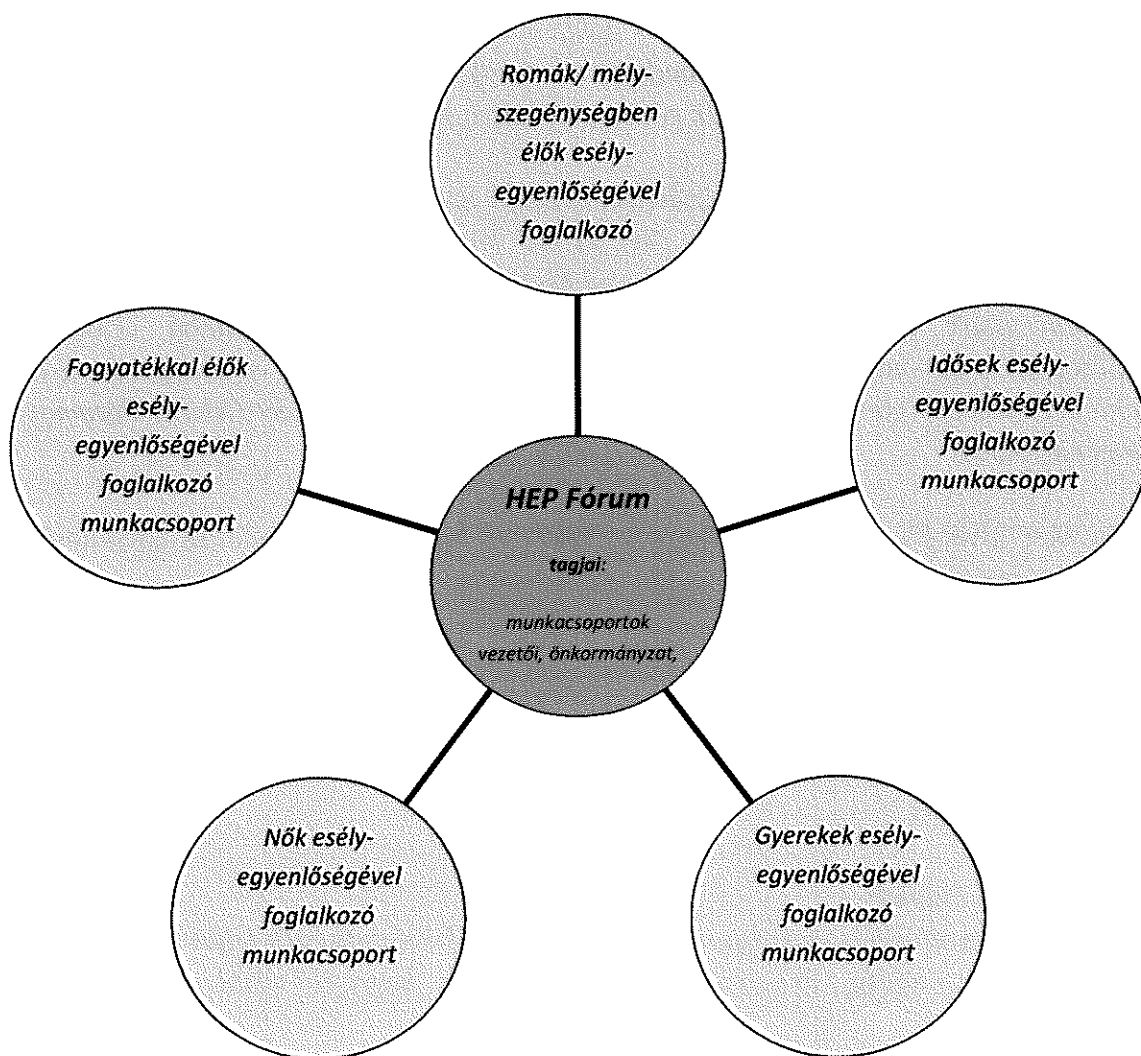 Romák/ mély-
szegénységben
élők esély-
egyenlőségével
foglalkozó
Fogyatékkal élők
esély-
egyenlőségével
foglalkozó
munkacsoport
Idősek esély-
egyenlőségével
foglalkozó
munkacsoport
HEP Fórum
tagjai:
munkacsoportok
vezetői, önkormányzat,
Nők esély-
egyenlőségével
foglalkozó
munkacsoport
Gyerekek esély-
egyenlőségével
foglalkozó
munkacsoport